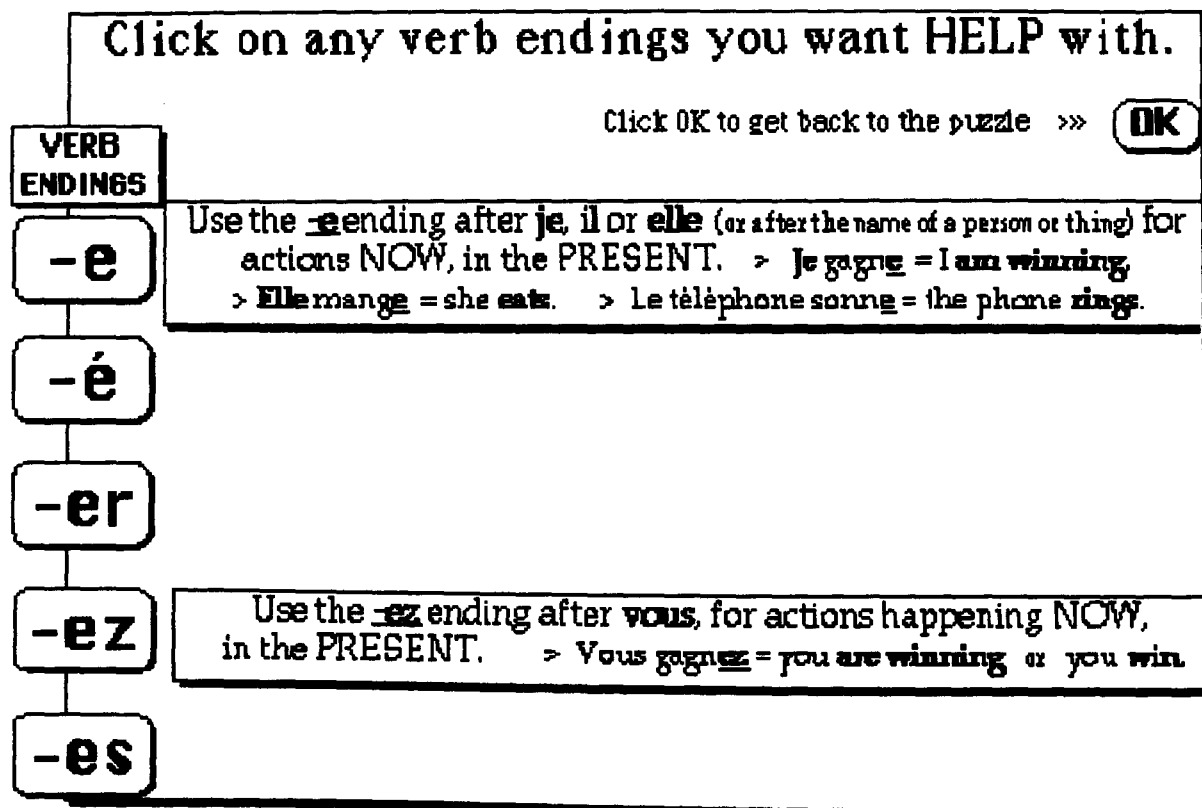 Click on any verb endings you want HELP with.
Click OK to get back to the puzzle >>> OK
VERB
ENDINGS
-e
Use the -e ending after je, il or elle (or after the name of a person or thing) for
actions NOW, in the PRESENT. > Je gagne = I am winning,
> Elle mange = she eats. > Le téléphone sonne = the phone rings.
-é
-er
-ez
Use the -ez ending after vous, for actions happening NOW,
in the PRESENT. > Vous gagnez = you are winning or you win.
-es